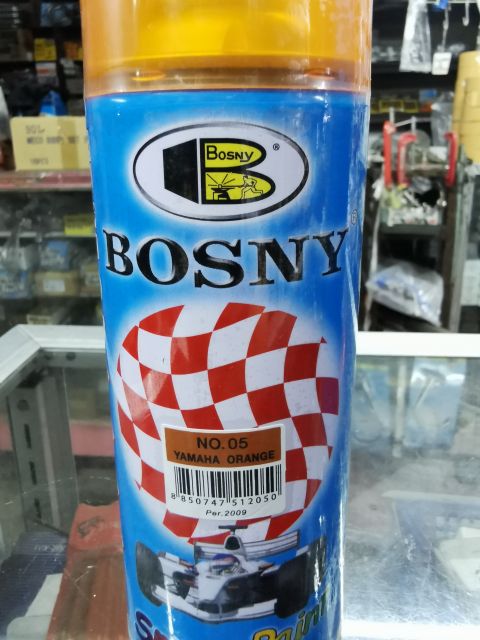 BOSNY
®
BOSNY
®
NO. 05
YAMAHA ORANGE
8 850747 512050
Per.2009